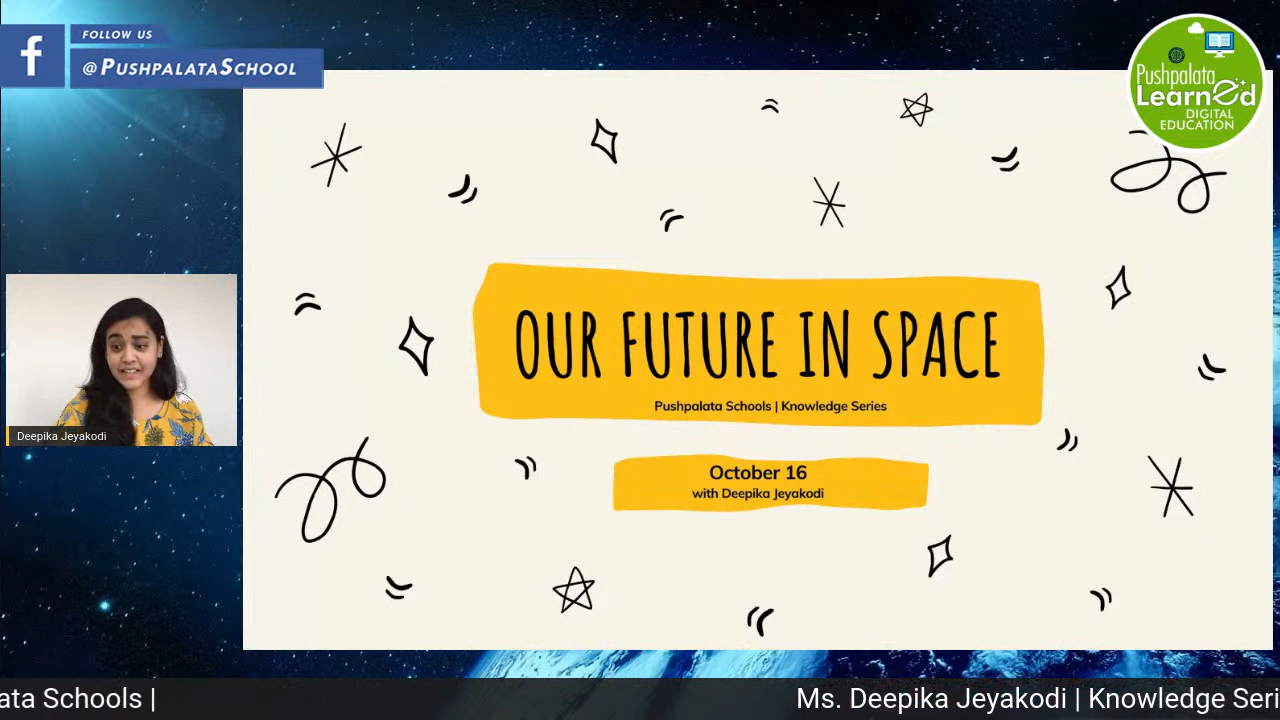 FOLLOW US
@PUSHPALATASCHOOL
Pushpalata
Learned
DIGITAL
EDUCATION
OUR FUTURE IN SPACE
Pushpalata Schools | Knowledge Series
October 16
with Deepika Jeyakodi
Deepika Jeyakodi
ata Schools |
Ms. Deepika Jeyakodi | Knowledge Seri